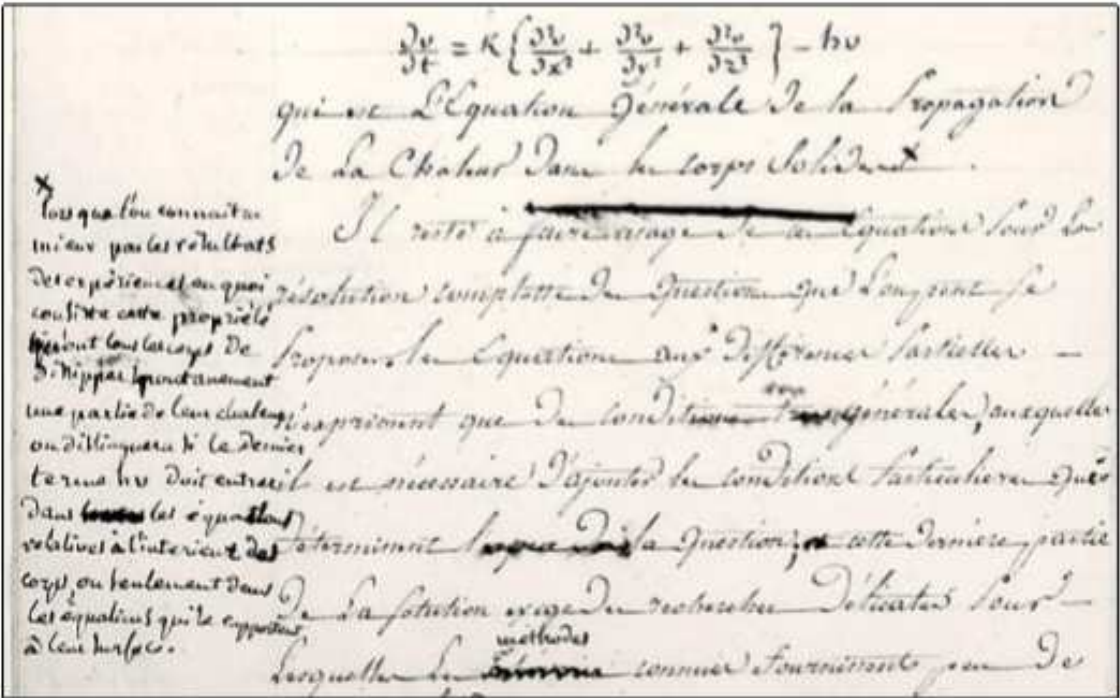 ∂v/∂t = K { ∂²v/∂x² + ∂²v/∂y² + ∂²v/∂z² } - hv
qui est L'Equation Générale de la Propagation
De La Chaleur Dans les corps Solides x.
Il reste à faire usage de ces Equations Pour La
résolution complette des Questions que l'on peut se
Proposer. Les Equations aux Différences Partielles
n'expriment que des conditions générales, auxquelles
il est nécessaire D'ajouter les conditions Particulieres qui
Déterminent la Question; cette Dernière partie
De La solution exige des recherches Délicates Pour
Lesquelles Les méthodes connues fournissent peu de
x
Lorsque l'on connaitra
mieux par les résultats
Des expériences en quoi
consiste cette propriété
qu'ont tous les corps De
Dissiper spontanement
une partie de leur chaleur
on distinguera si le dernier
terme hv Doit entrer
Dans les équations
relatives à l'interieur des
corps, ou seulement dans
les équations qui se rapportent
à leur surface.